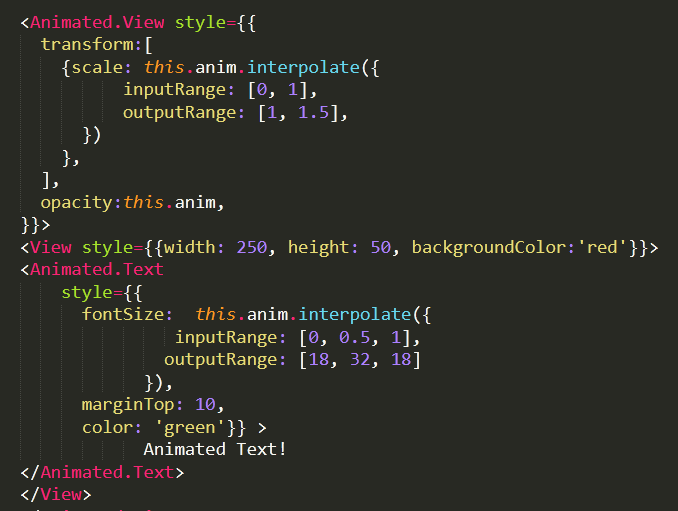 <Animated.View style={{
transform:[
{scale: this.anim.interpolate({
inputRange: [0, 1],
outputRange: [1, 1.5],
})
},
],
opacity:this.anim,
}}>
<View style={{width: 250, height: 50, backgroundColor:'red'}}>
<Animated.Text
style={{
fontSize:  this.anim.interpolate({
inputRange: [0, 0.5, 1],
outputRange: [18, 32, 18]
}),
marginTop: 10,
color: 'green'}} >
Animated Text!
</Animated.Text>
</View>